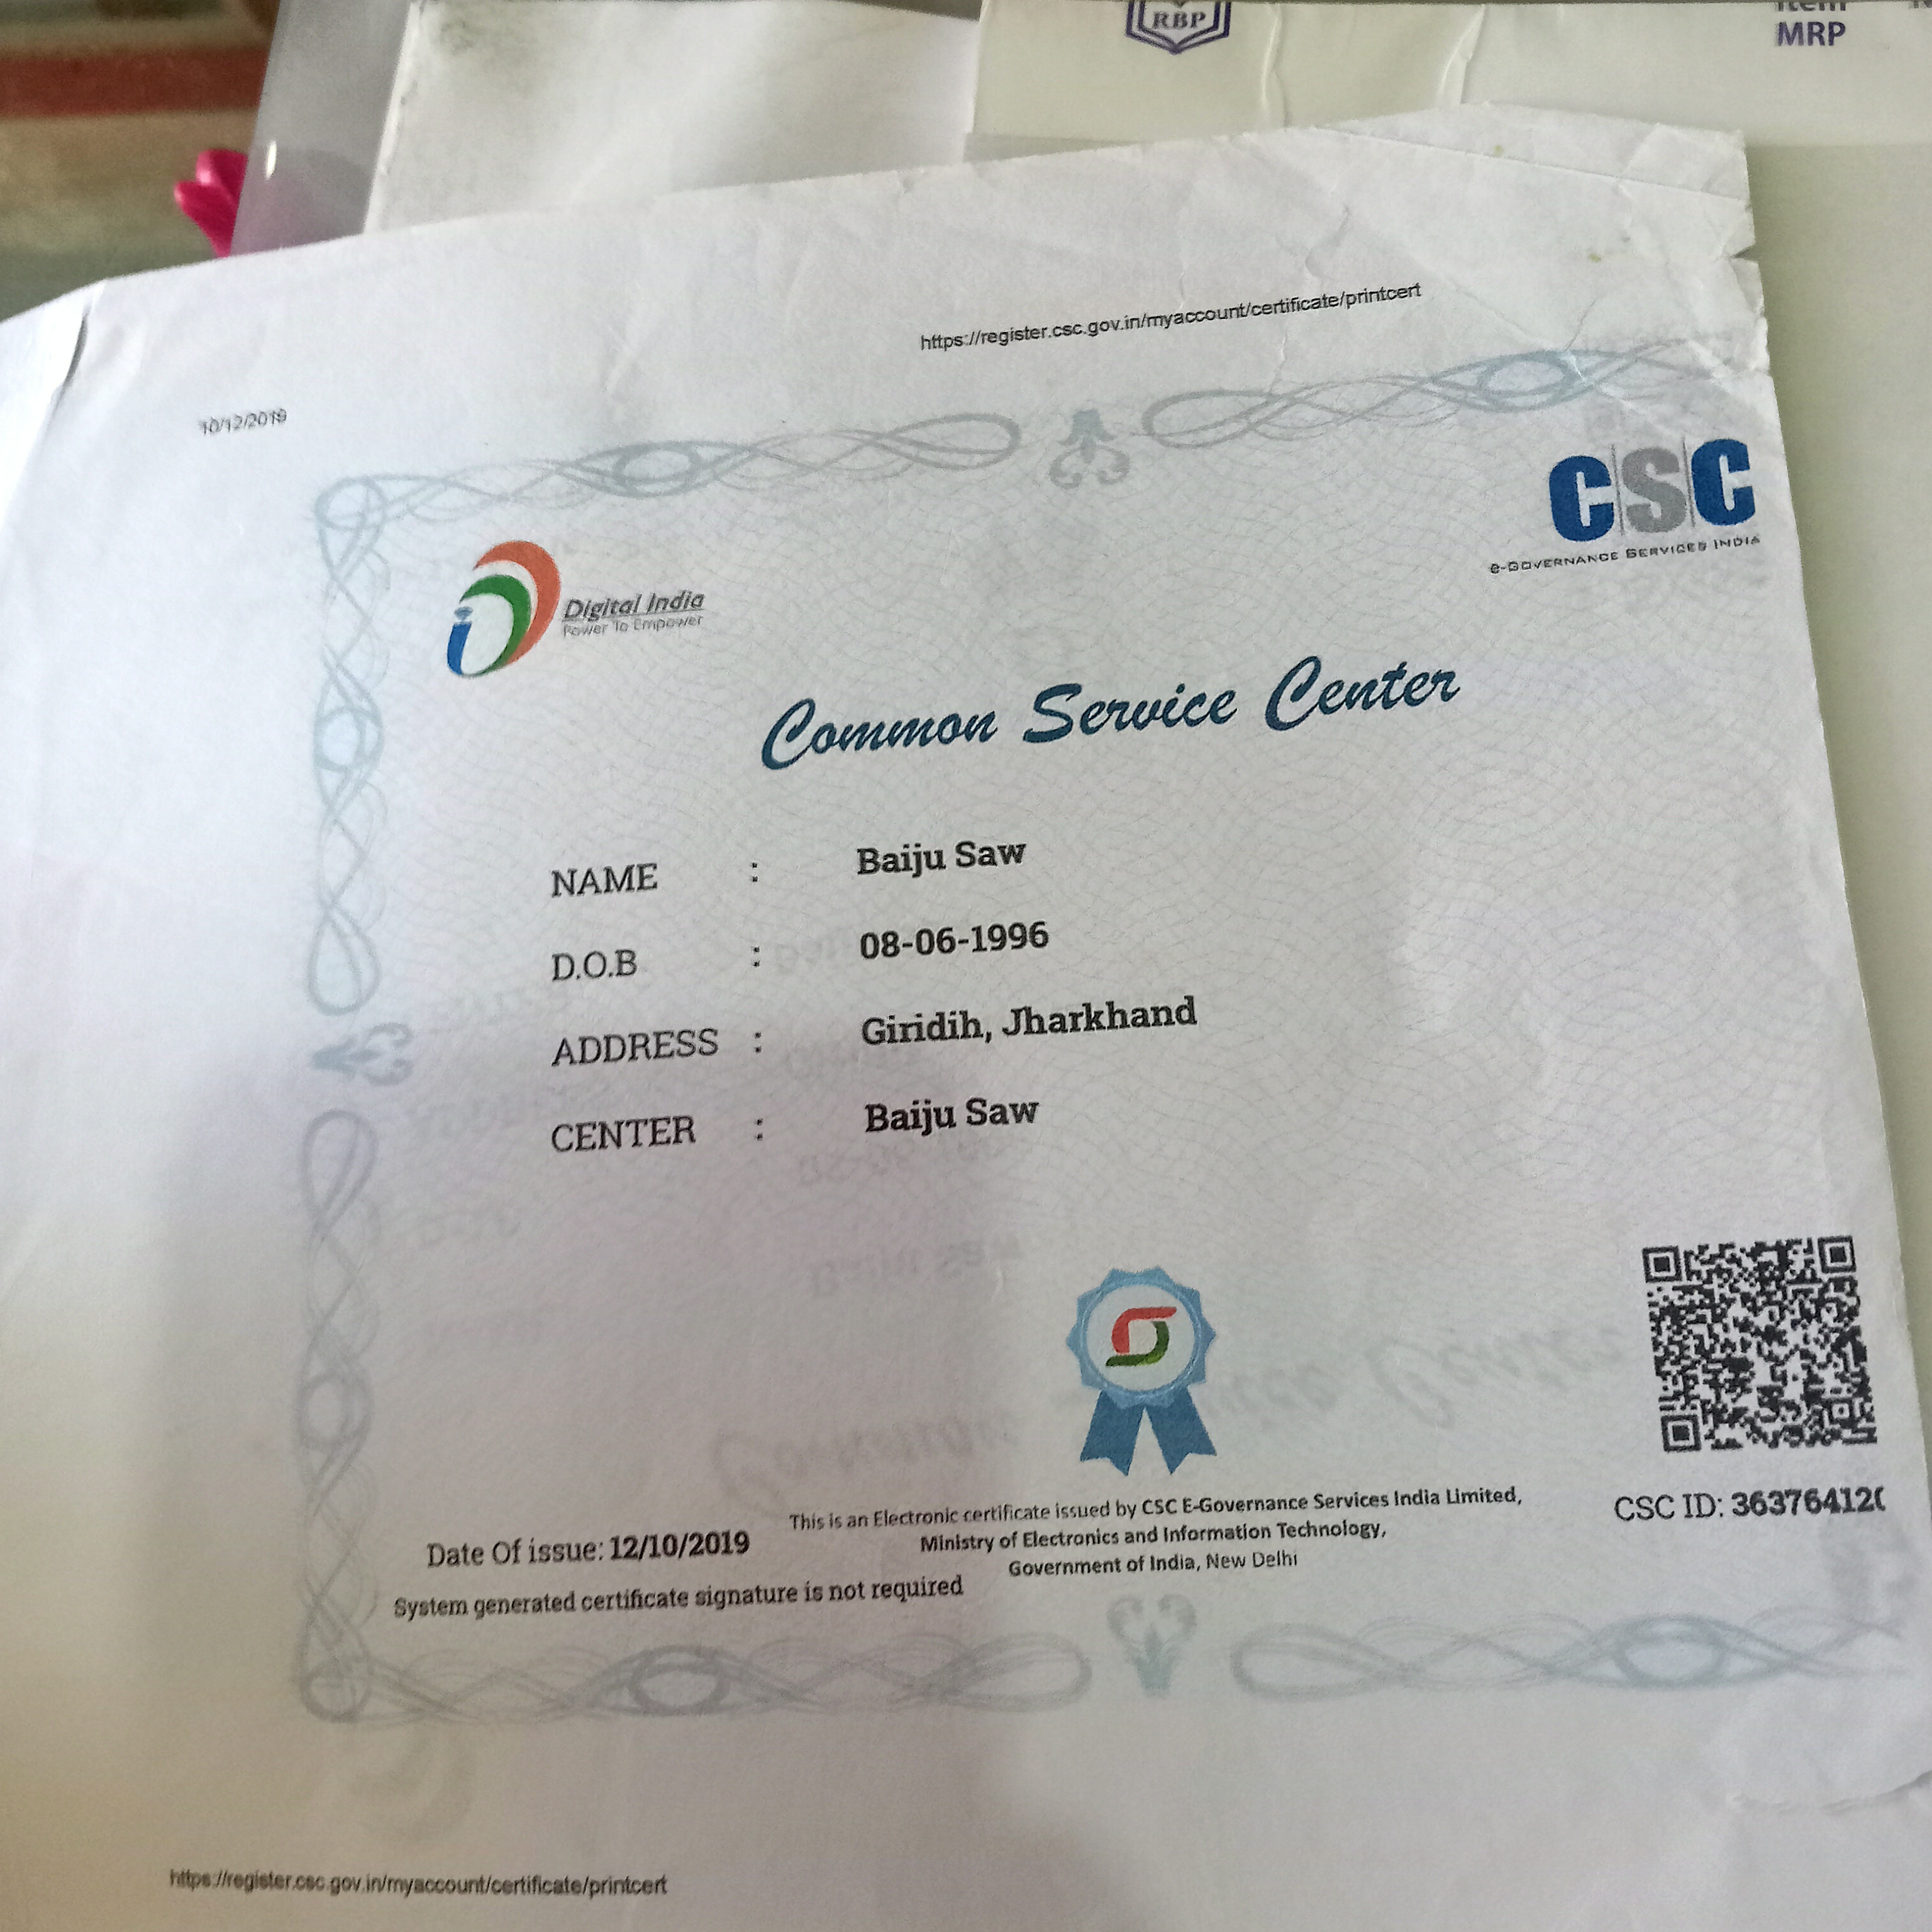 RBP
Item
MRP
https://register.csc.gov.in/myaccount/certificate/printcert
10/12/2019
CSC
e-Governance Services India
Digital India
Power To Empower
Common Service Center
NAME : Baiju Saw
D.O.B : 08-06-1996
ADDRESS : Giridih, Jharkhand
CENTER : Baiju Saw
This is an Electronic certificate issued by CSC E-Governance Services India Limited,
Ministry of Electronics and Information Technology,
Government of India, New Delhi
CSC ID: 363764120
Date Of issue: 12/10/2019
System generated certificate signature is not required
https://register.csc.gov.in/myaccount/certificate/printcert